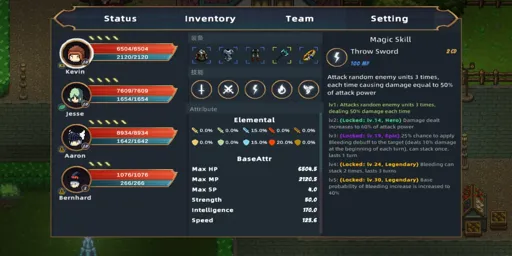 Status
Inventory
Team
Setting
6504/6504
2120/2120
Kevin
7609/7609
1654/1654
Jesse
8934/8934
1642/1642
Aaron
1076/1076
266/266
Bernhard
Attribute
Elemental
0.0% 0.0% 15.0% 0.0% 0.0%
0.0% 0.0% 15.0% 20.0% 0.0%
BaseAttr
Max HP 6504.5
Max MP 2120.5
Max SP 4.0
Strength 50.0
Intelligence 170.0
Speed 125.6
Magic Skill
Throw Sword
100 MP
Attack random enemy units 3 times,
each time causing damage equal to 50%
of attack power
lv1: Attacks random enemy units 3 times,
dealing 50% damage each time
lv2: (Locked: lv.14, Hero) Damage
dealt increases to 60% of attack power
lv3: (Locked: lv.19, Epic) 25% chance to apply
Bleeding debuff to the target (deals 10% damage
at the beginning of each turn), can stack once,
lasts 1 turn
lv4: (Locked: lv.24, Legendary) Bleeding can
stack 2 times, lasts 3 turns
lv5: (Locked: lv.30, Legendary) Base
probability of Bleeding increase is increased to
40%